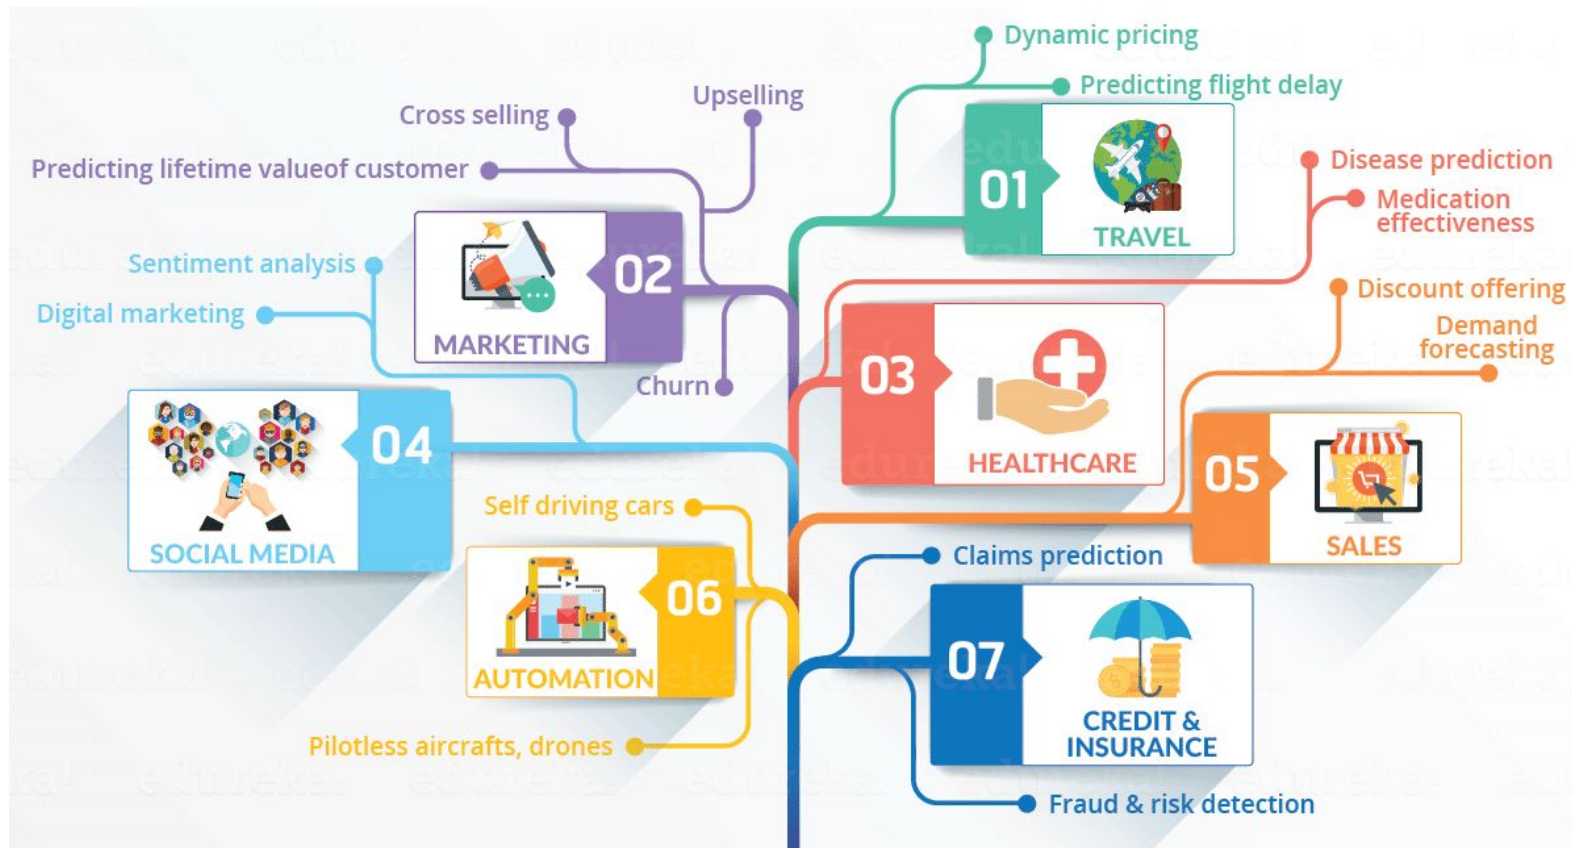 Dynamic pricing
Predicting flight delay
01
TRAVEL
Upselling
Cross selling
Predicting lifetime valueof customer
02
MARKETING
Churn
Disease prediction
Medication
effectiveness
03
HEALTHCARE
Sentiment analysis
Digital marketing
04
SOCIAL MEDIA
Discount offering
Demand
forecasting
05
SALES
Self driving cars
06
AUTOMATION
Pilotless aircrafts, drones
Claims prediction
07
CREDIT &
INSURANCE
Fraud & risk detection
edureka!